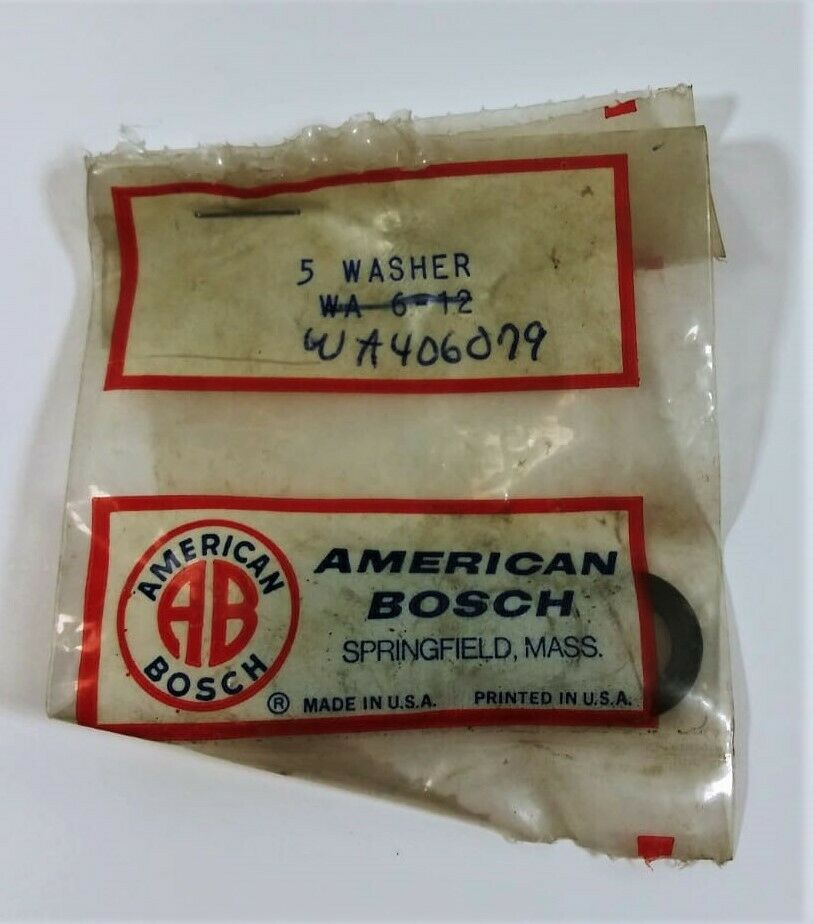 5 WASHER
WA 6-12
WA406079
AMERICAN
AB
BOSCH
AMERICAN
BOSCH
SPRINGFIELD, MASS.
® MADE IN U.S.A. PRINTED IN U.S.A.